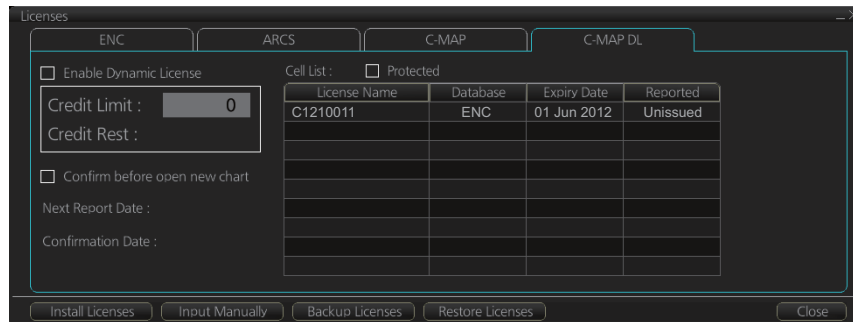 Licenses
ENC ARCS C-MAP C-MAP DL
Enable Dynamic License Cell List : Protected
License Name Database Expiry Date Reported
Credit Limit : 0 C1210011 ENC 01 Jun 2012 Unissued
Credit Rest :
Confirm before open new chart
Next Report Date :
Confirmation Date :
Install Licenses Input Manually Backup Licenses Restore Licenses Close